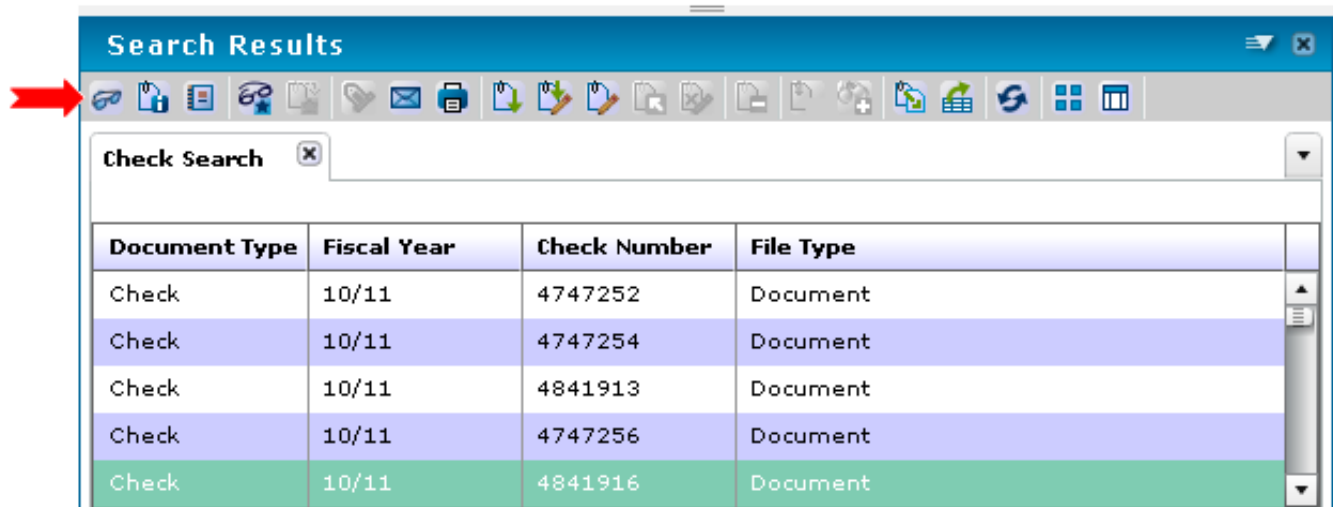 Search Results
Check Search
Document Type Fiscal Year Check Number File Type
Check 10/11 4747252 Document
Check 10/11 4747254 Document
Check 10/11 4841913 Document
Check 10/11 4747256 Document
Check 10/11 4841916 Document